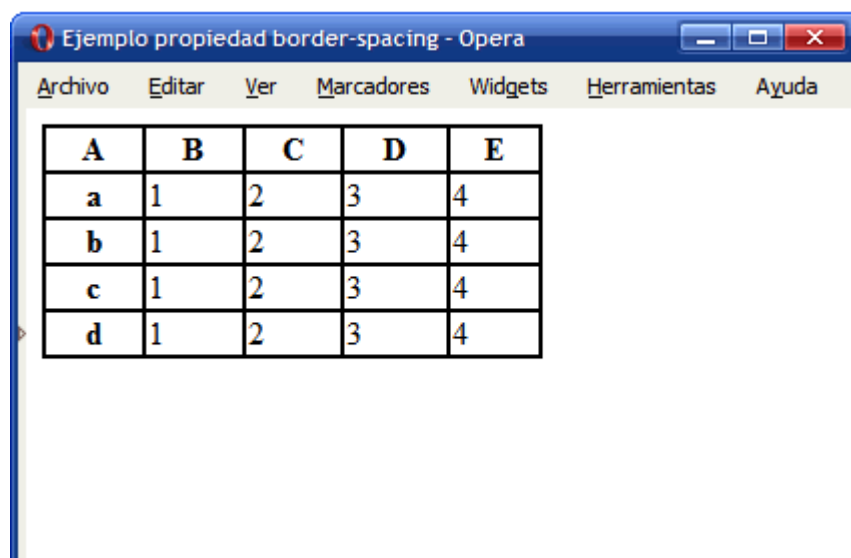 Ejemplo propiedad border-spacing - Opera
Archivo Editar Ver Marcadores Widgets Herramientas Ayuda
A B C D E
a 1 2 3 4
b 1 2 3 4
c 1 2 3 4
d 1 2 3 4